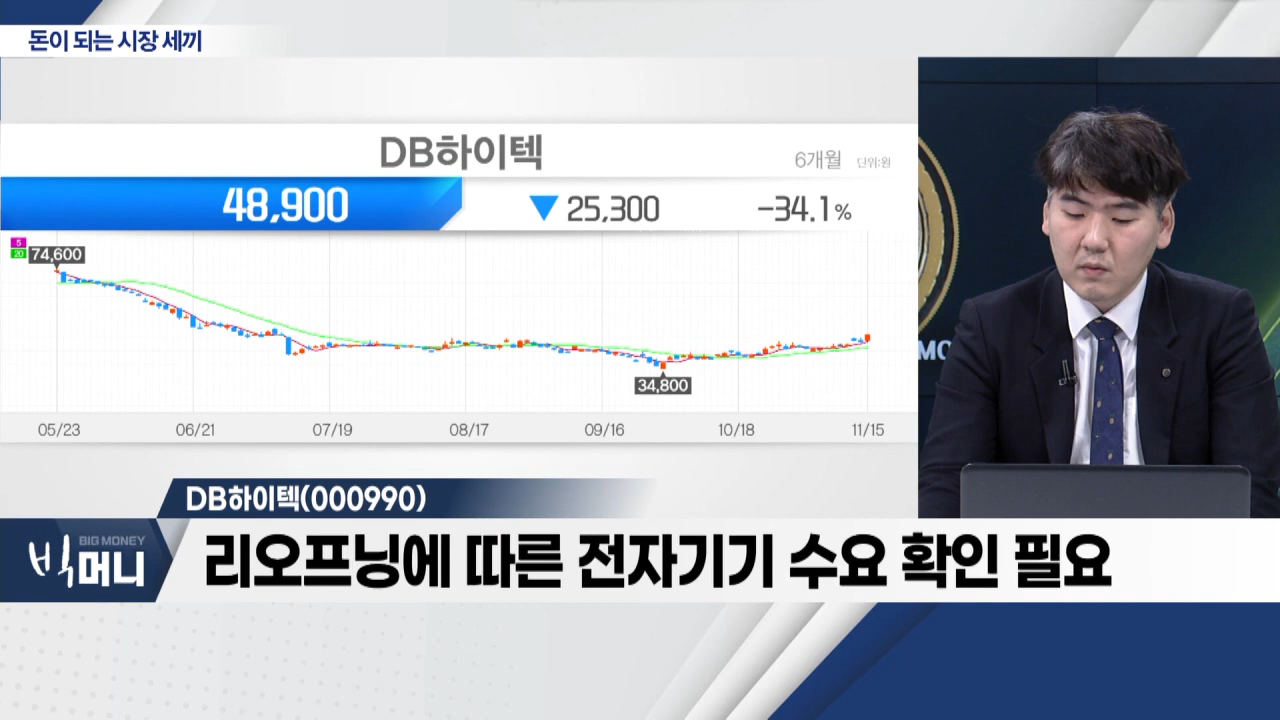 돈이 되는 시장 세끼
DB하이텍
6개월 단위:원
48,900 ▼ 25,300 -34.1%
5
20
74,600
34,800
05/23 06/21 07/19 08/17 09/16 10/18 11/15
DB하이텍(000990)
BIG MONEY
빅머니
리오프닝에 따른 전자기기 수요 확인 필요